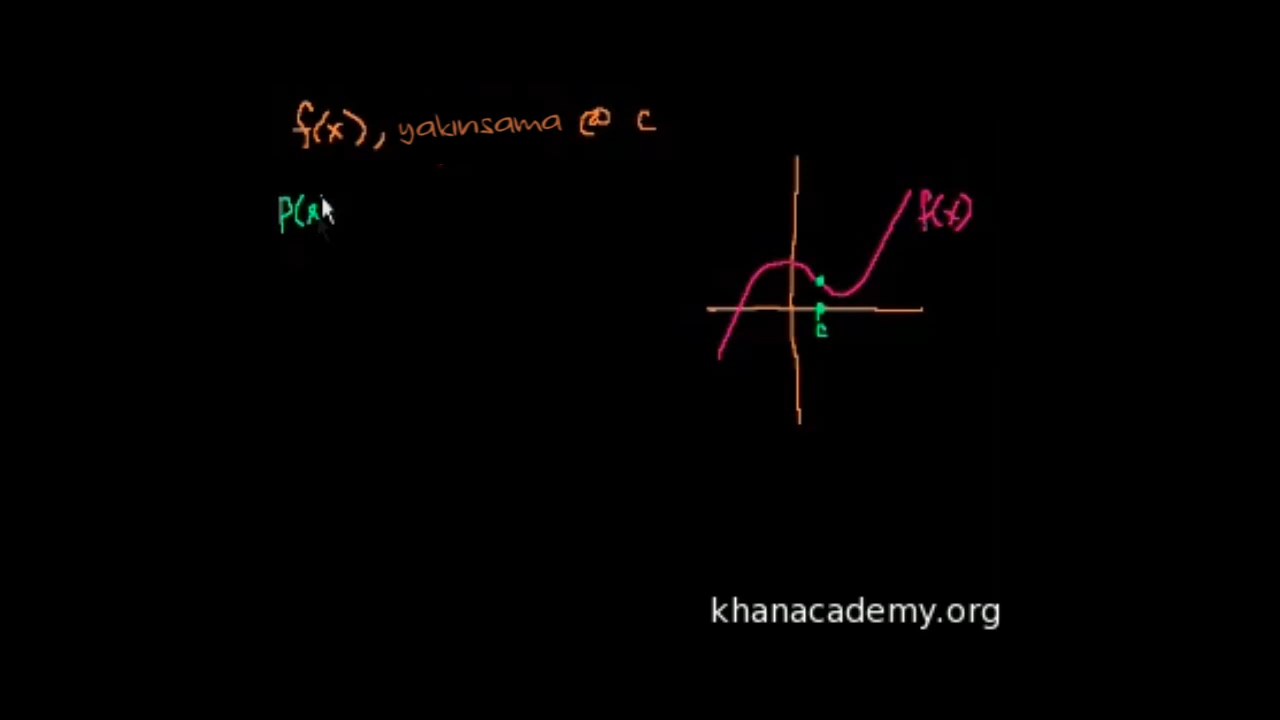 f(x), yakınsama @ c
p(x
f(x)
c
khanacademy.org